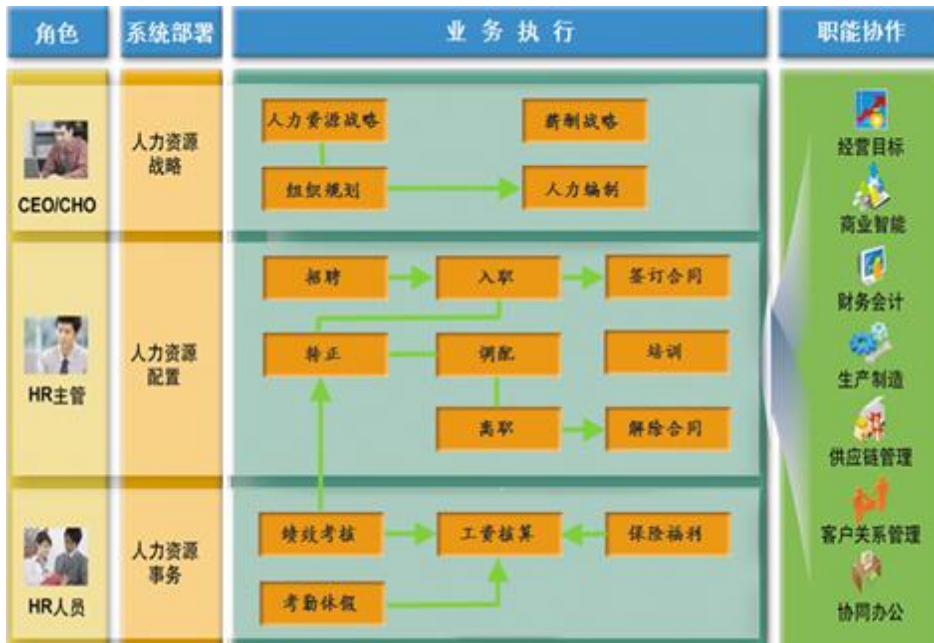 角色
系统部署
业务执行
职能协作
CEO/CHO
人力资源
战略
人力资源战略
薪制战略
组织规划
人力编制
HR主管
人力资源
配置
招聘
入职
签订合同
转正
调配
培训
离职
解除合同
HR人员
人力资源
事务
绩效考核
工资核算
保险福利
考勤休假
经营目标
商业智能
财务会计
生产制造
供应链管理
客户关系管理
协同办公